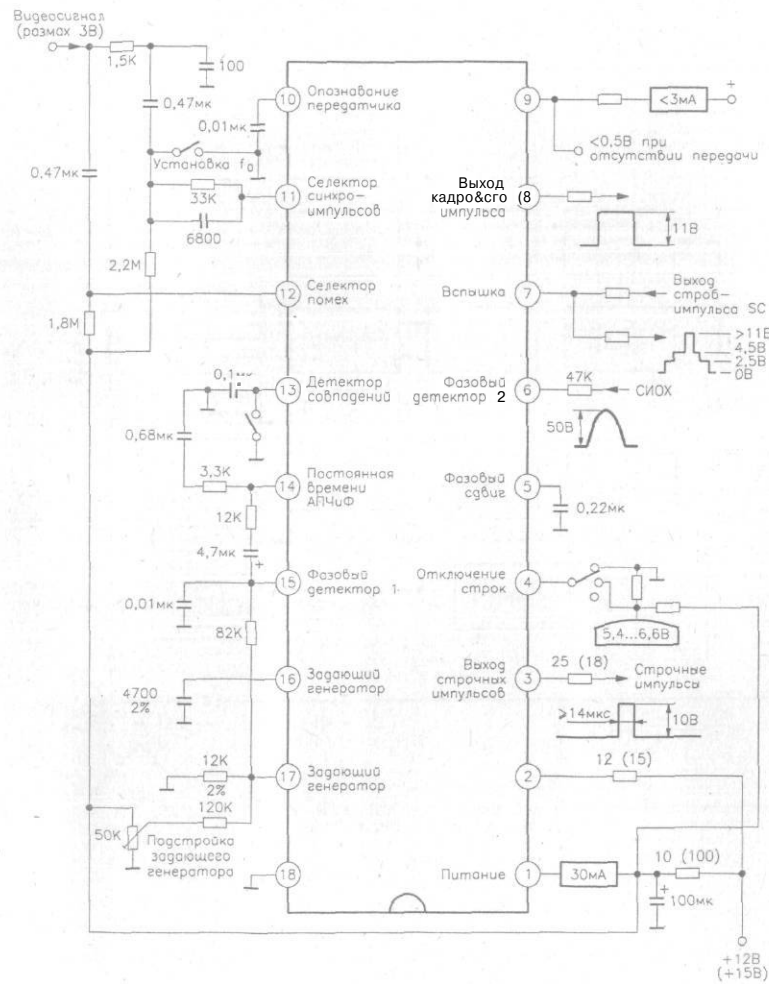 Видеосигнал
(размах 3В)
1,5К
100
0,47мк
0,01мк
Установка f₀
0,47мк
33К
6800
2,2М
1,8М
0,68мк
3,3К
12К
4,7мк
+
0,01мк
82К
4700
2%
12К
2%
120К
50К
Подстройка
задающего
генератора
10
Опознавание
передатчика
11
Селектор
синхро-
импульсов
12
Селектор
помех
13
Детектор
совпадений
14
Постоянная
времени
АПЧиФ
15
Фазовый
детектор 1
16
Задающий
генератор
17
Задающий
генератор
18
9
<3мА
+
<0,5В при
отсутствии передачи
Выход
кадро&сго (8
импульса
11В
Вспышка
7
Выход
строб-
импульса SC
>11В
4,5В
2,5В
0В
Фазовый
детектор 2
6
47К
СИОХ
50В
Фазовый
сдвиг
5
0,22мк
Отключение
строк
4
5,4...6,6В
Выход
строчных
импульсов
3
25 (18)
Строчные
импульсы
⩾14мкс
10В
2
12 (15)
Питание
1
30мА
10 (100)
+
100мк
+12В
(+15В)